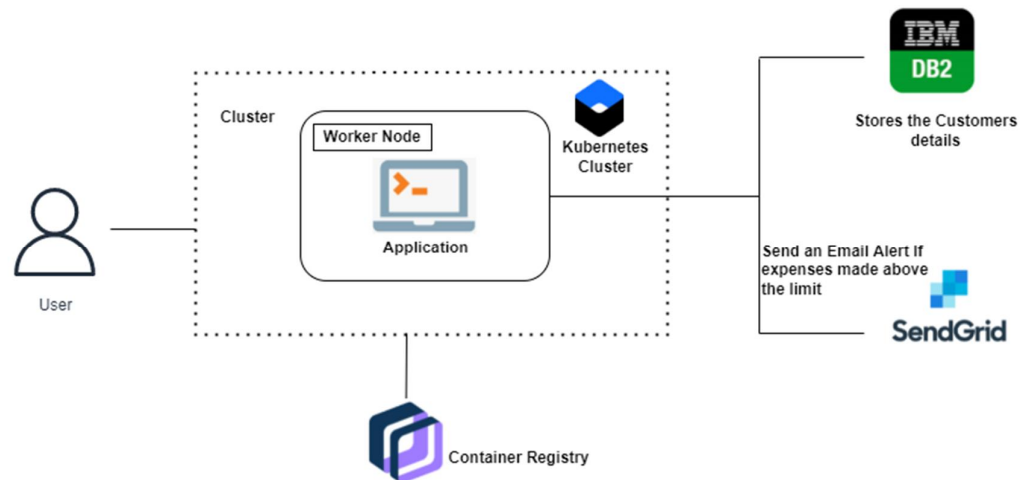 IBM
DB2
Stores the Customers
details
Cluster
Worker Node
Kubernetes
Cluster
Application
User
Send an Email Alert If
expenses made above
the limit
SendGrid
Container Registry